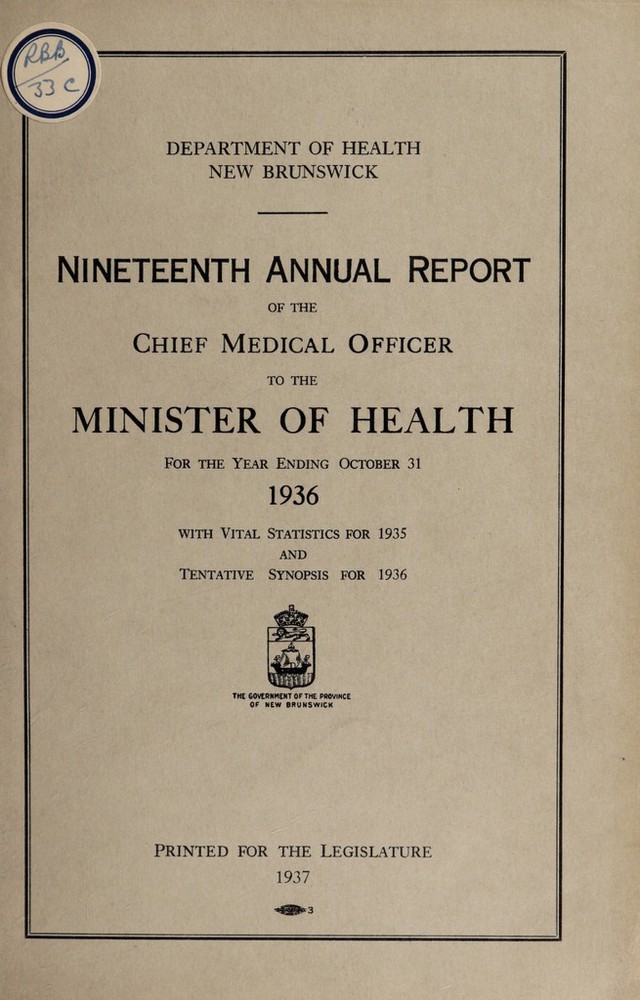 RBB
33 C
DEPARTMENT OF HEALTH
NEW BRUNSWICK
NINETEENTH ANNUAL REPORT
OF THE
CHIEF MEDICAL OFFICER
TO THE
MINISTER OF HEALTH
FOR THE YEAR ENDING OCTOBER 31
1936
WITH VITAL STATISTICS FOR 1935
AND
TENTATIVE SYNOPSIS FOR 1936
THE GOVERNMENT OF THE PROVINCE
OF NEW BRUNSWICK
PRINTED FOR THE LEGISLATURE
1937
3